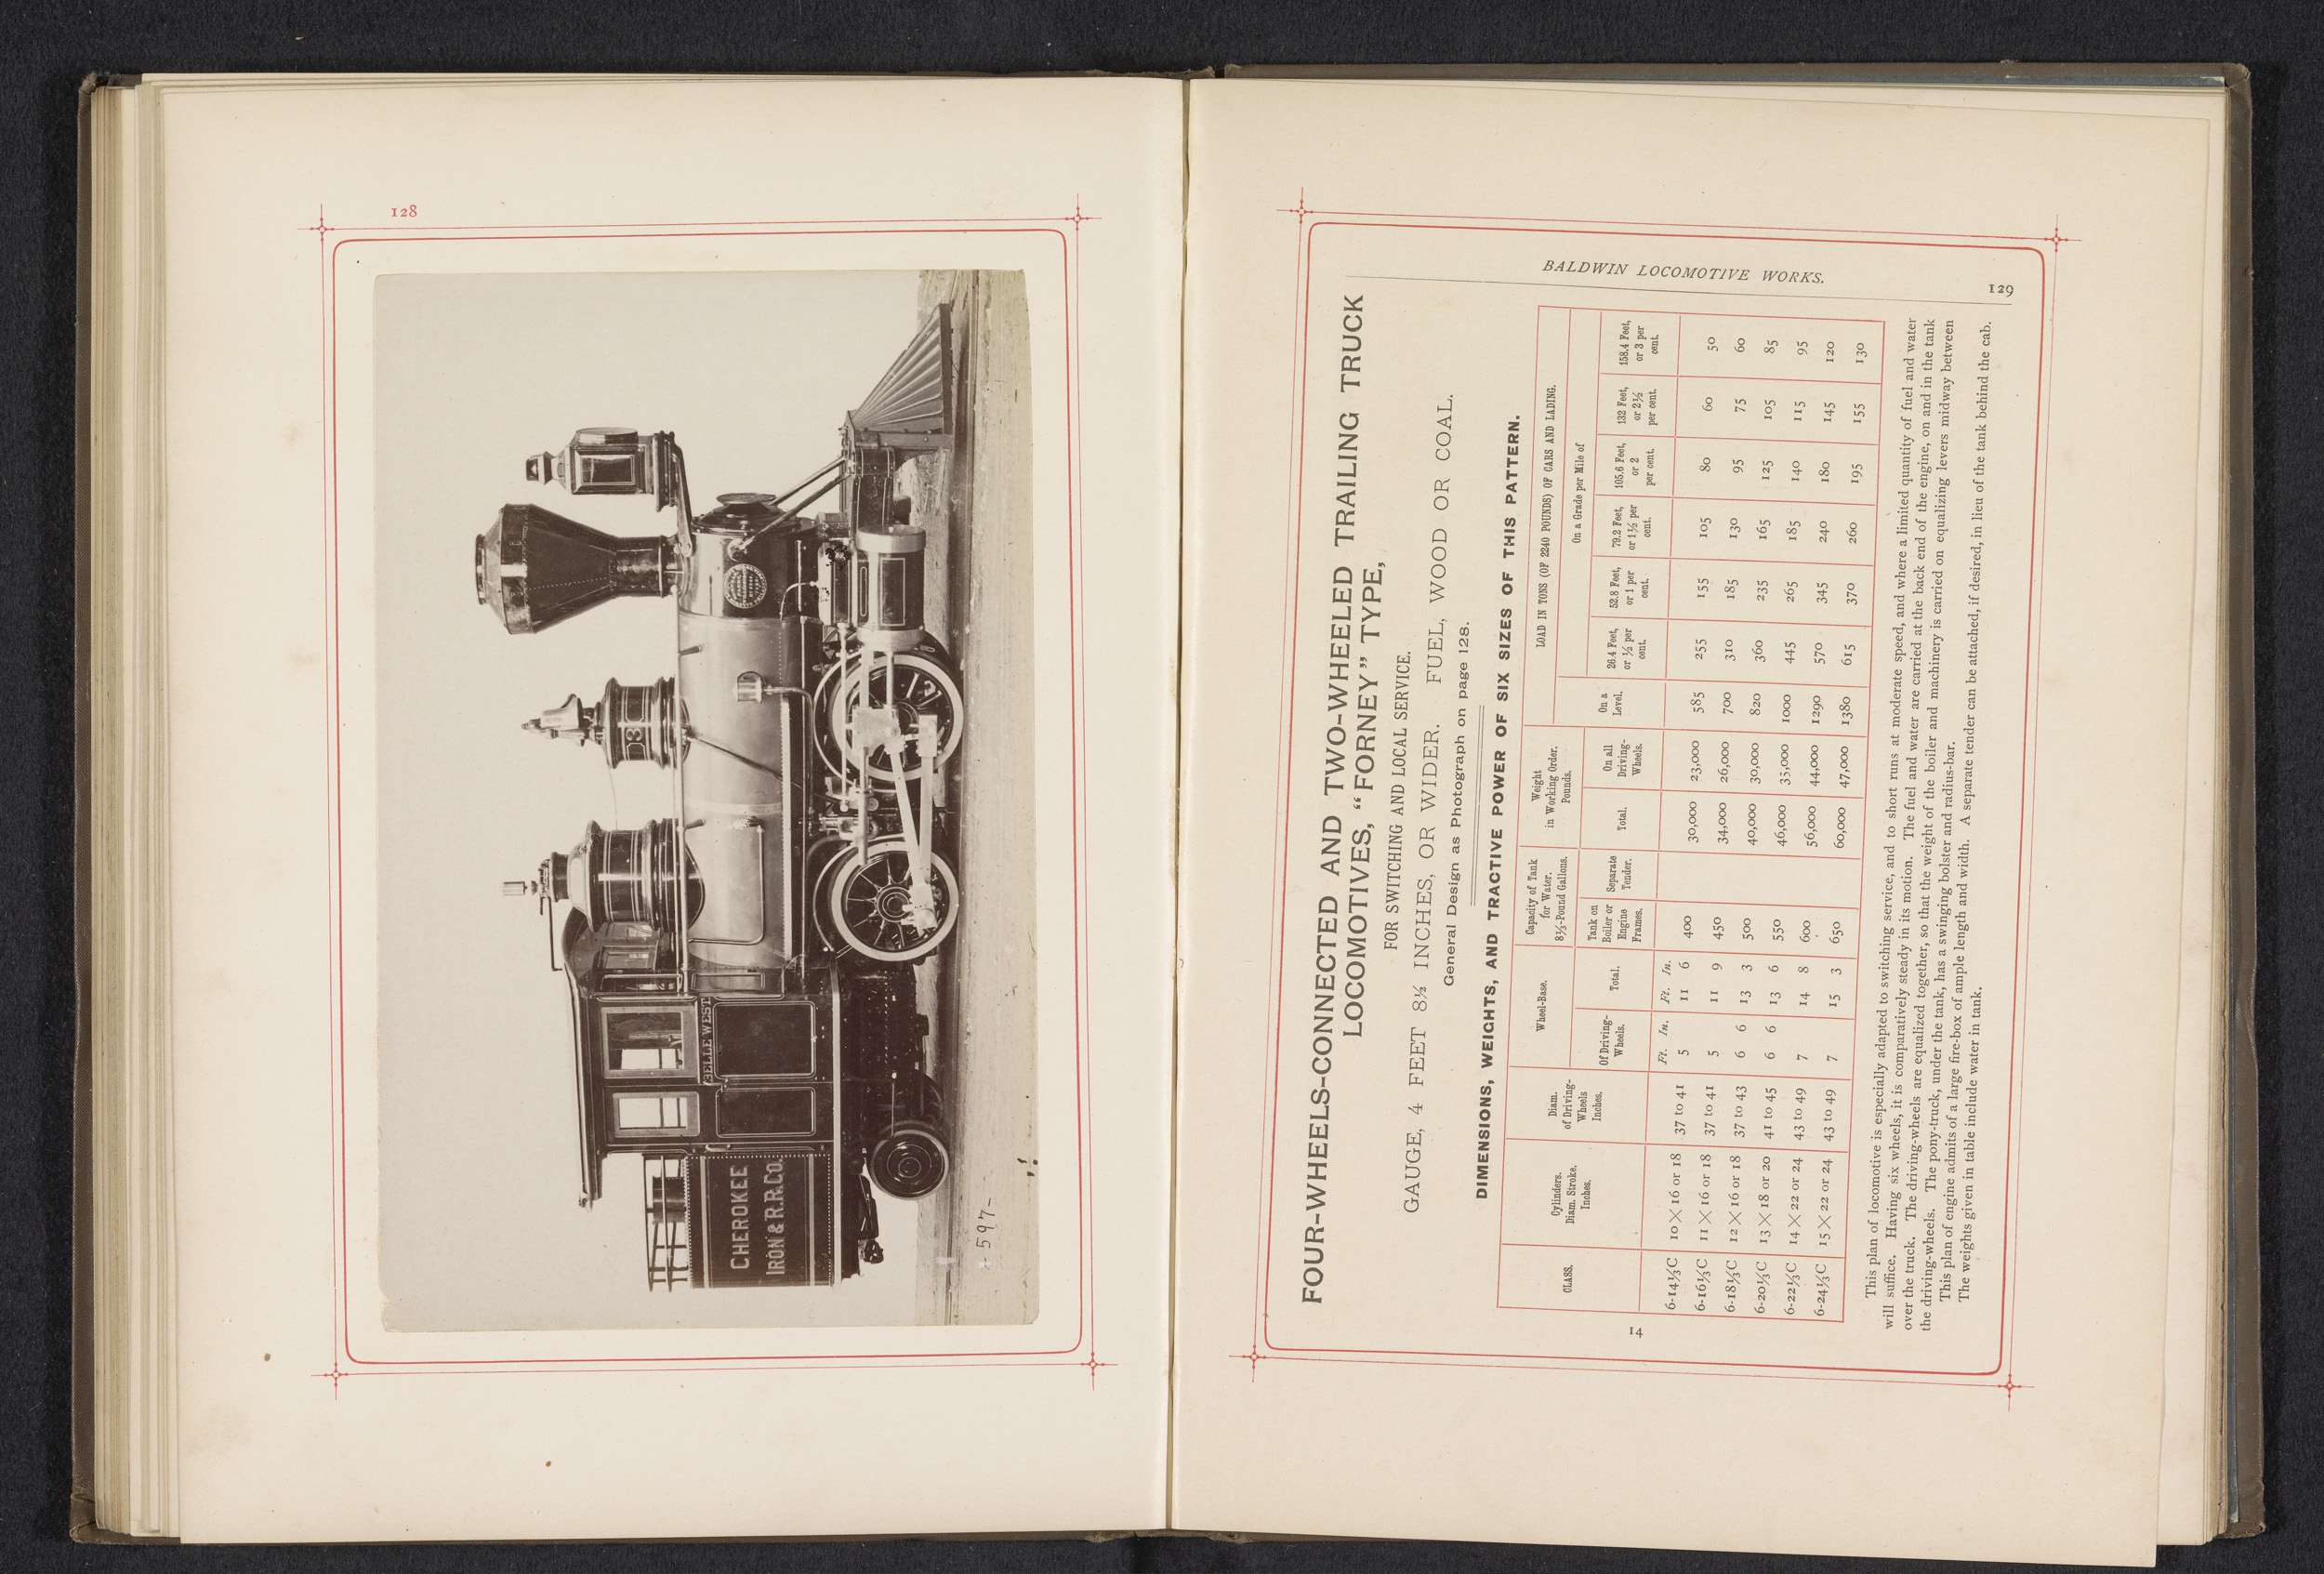 128
BELLE WEST
CHEROKEE
IRON & R.R.CO.
597-
BALDWIN LOCOMOTIVE WORKS.
129
FOUR-WHEELS-CONNECTED AND TWO-WHEELED TRAILING TRUCK
LOCOMOTIVES, “FORNEY” TYPE,
FOR SWITCHING AND LOCAL SERVICE.
GAUGE, 4 FEET 8½ INCHES, OR WIDER. FUEL, WOOD OR COAL.
General Design as Photograph on page 128.
DIMENSIONS, WEIGHTS, AND TRACTIVE POWER OF SIX SIZES OF THIS PATTERN.
CLASS. Cylinders. Diam. Stroke. Inches. Diam. of Driving-Wheels Inches. Wheel-Base. Capacity of Tank for Water. 8⅓-Pound Gallons. Weight in Working Order. Pounds. LOAD IN TONS (OF 2240 POUNDS) OF CARS AND LADING.
On a Grade per Mile of
Of Driving-Wheels. Total. Tank on Boiler or Engine Frames. Separate Tender. Total. On all Driving-Wheels. On a Level. 26.4 Feet, or ½ per cent. 52.8 Feet, or 1 per cent. 79.2 Feet, or 1½ per cent. 105.6 Feet, or 2 per cent. 132 Feet, or 2½ per cent. 158.4 Feet, or 3 per cent.
Ft. In. Ft. In.
6-14⅓C 10 × 16 or 18 37 to 41 5 11 6 400 30,000 23,000 585 255 155 105 80 60 50
6-16⅓C 11 × 16 or 18 37 to 41 5 11 9 450 34,000 26,000 700 310 185 130 95 75 60
6-18⅓C 12 × 16 or 18 37 to 43 6 6 13 3 500 40,000 30,000 820 360 235 165 125 105 85
6-20⅓C 13 × 18 or 20 41 to 45 6 6 13 6 550 46,000 35,000 1000 445 265 185 140 115 95
6-22⅓C 14 × 22 or 24 43 to 49 7 14 8 600 56,000 44,000 1290 570 345 240 180 145 120
6-24⅓C 15 × 22 or 24 43 to 49 7 15 3 650 60,000 47,000 1380 615 370 260 195 155 130
This plan of locomotive is especially adapted to switching service, and to short runs at moderate speed, and where a limited quantity of fuel and water
will suffice. Having six wheels, it is comparatively steady in its motion. The fuel and water are carried at the back end of the engine, on and in the tank
over the truck. The driving-wheels are equalized together, so that the weight of the boiler and machinery is carried on equalizing levers midway between
the driving-wheels. The pony-truck, under the tank, has a swinging bolster and radius-bar.
This plan of engine admits of a large fire-box of ample length and width. A separate tender can be attached, if desired, in lieu of the tank behind the cab.
The weights given in table include water in tank.
14